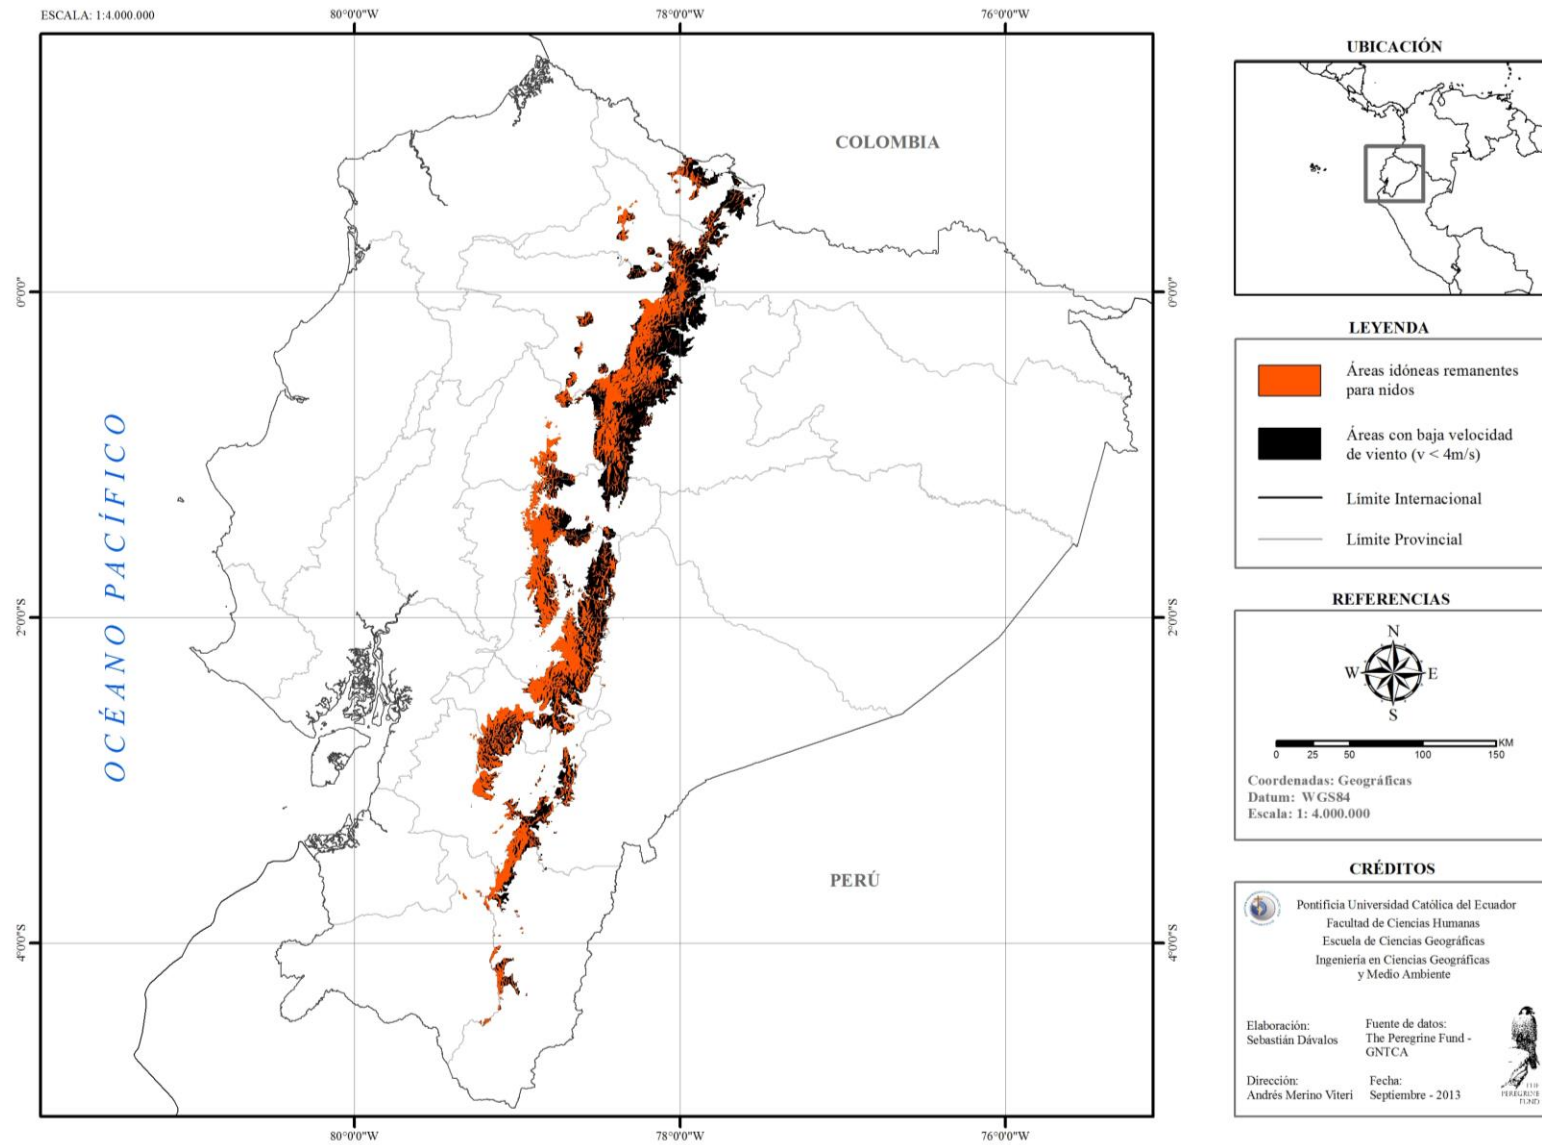 ESCALA: 1:4.000.000
80°0'0"W
78°0'0"W
76°0'0"W
0°0'0"
2°0'0"S
4°0'0"S
0°0'0"
2°0'0"S
4°0'0"S
80°0'0"W
78°0'0"W
76°0'0"W
OCÉANO PACÍFICO
COLOMBIA
PERÚ
UBICACIÓN
LEYENDA
Áreas idóneas remanentes
para nidos
Áreas con baja velocidad
de viento (v < 4m/s)
Límite Internacional
Límite Provincial
REFERENCIAS
N
W
E
S
KM
0 25 50 100 150
Coordenadas: Geográficas
Datum: WGS84
Escala: 1: 4.000.000
CRÉDITOS
Pontificia Universidad Católica del Ecuador
Facultad de Ciencias Humanas
Escuela de Ciencias Geográficas
Ingeniería en Ciencias Geográficas
y Medio Ambiente
Elaboración:
Sebastián Dávalos
Fuente de datos:
The Peregrine Fund -
GNTCA
Dirección:
Andrés Merino Viteri
Fecha:
Septiembre - 2013
THE
PEREGRINE
FUND